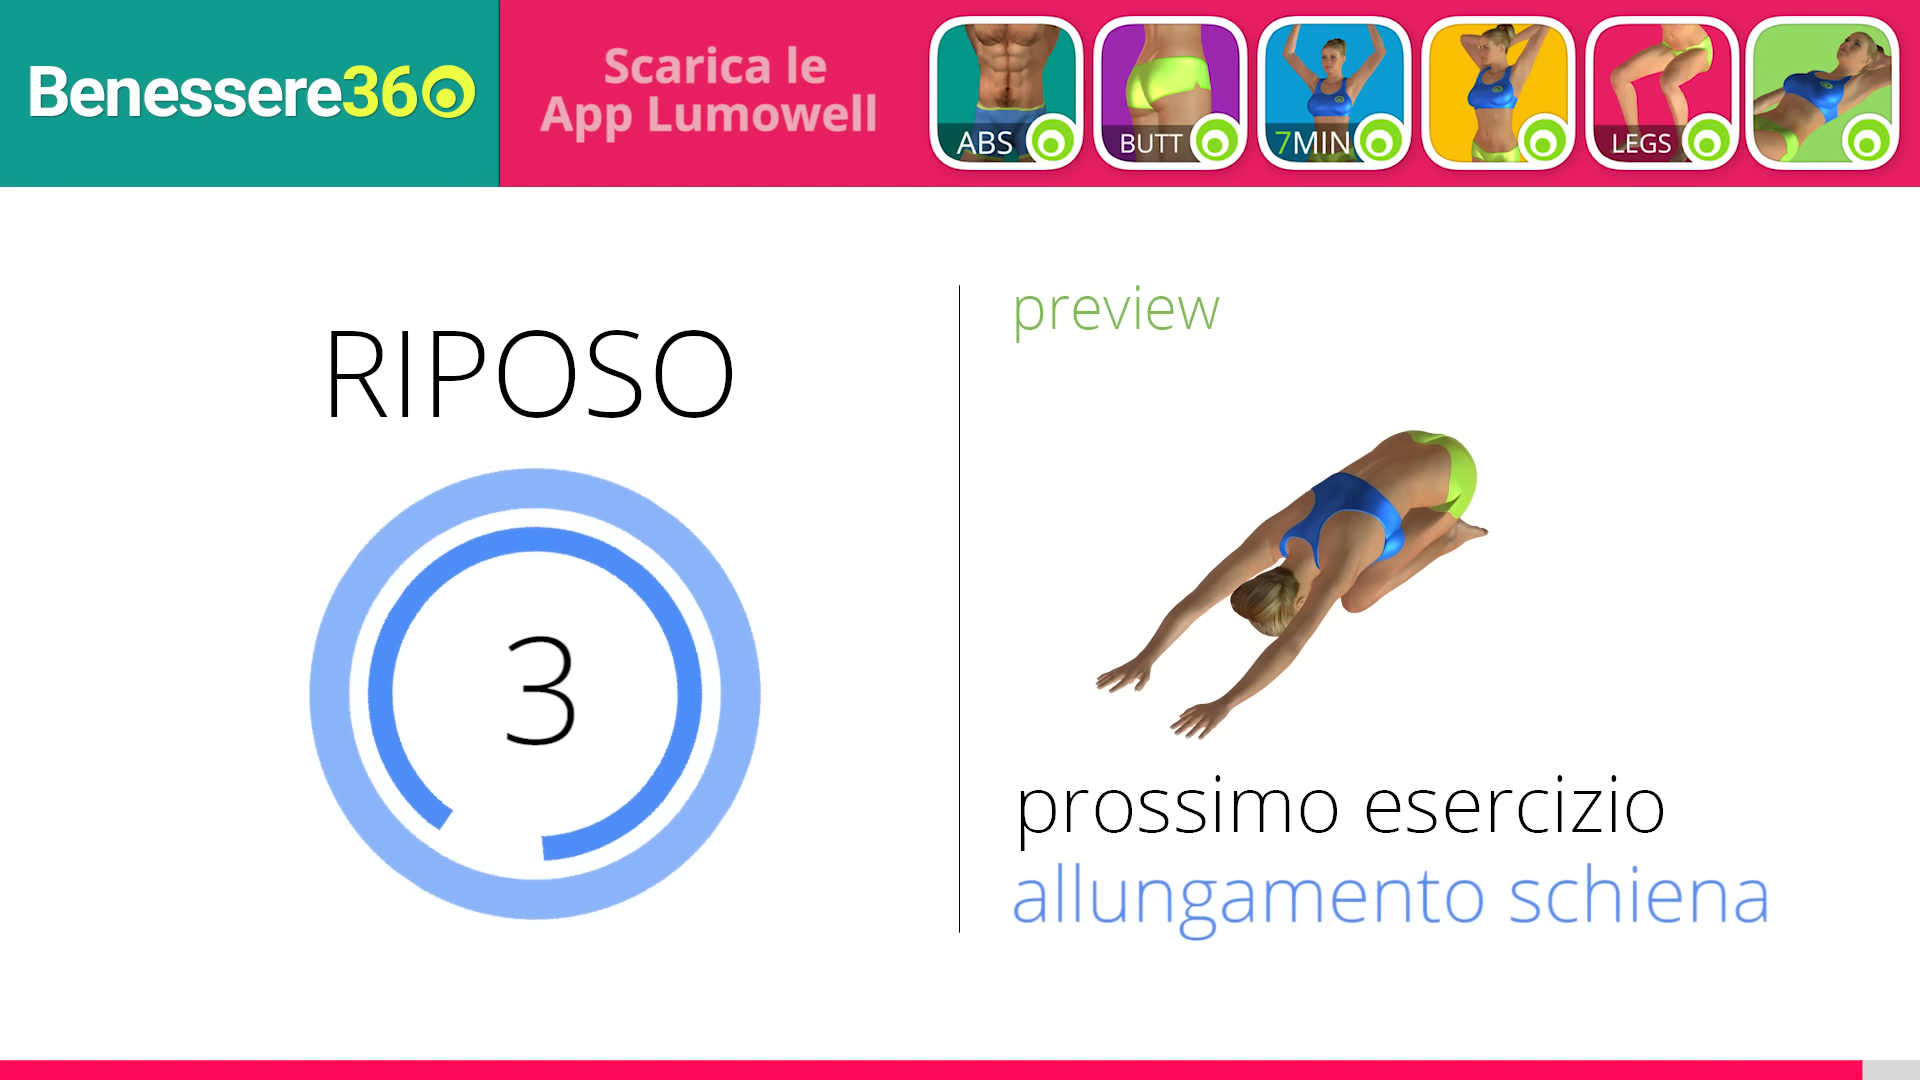 Benessere360
Scarica le
App Lumowell
ABS
BUTT
7MIN
LEGS
RIPOSO
3
preview
prossimo esercizio
allungamento schiena